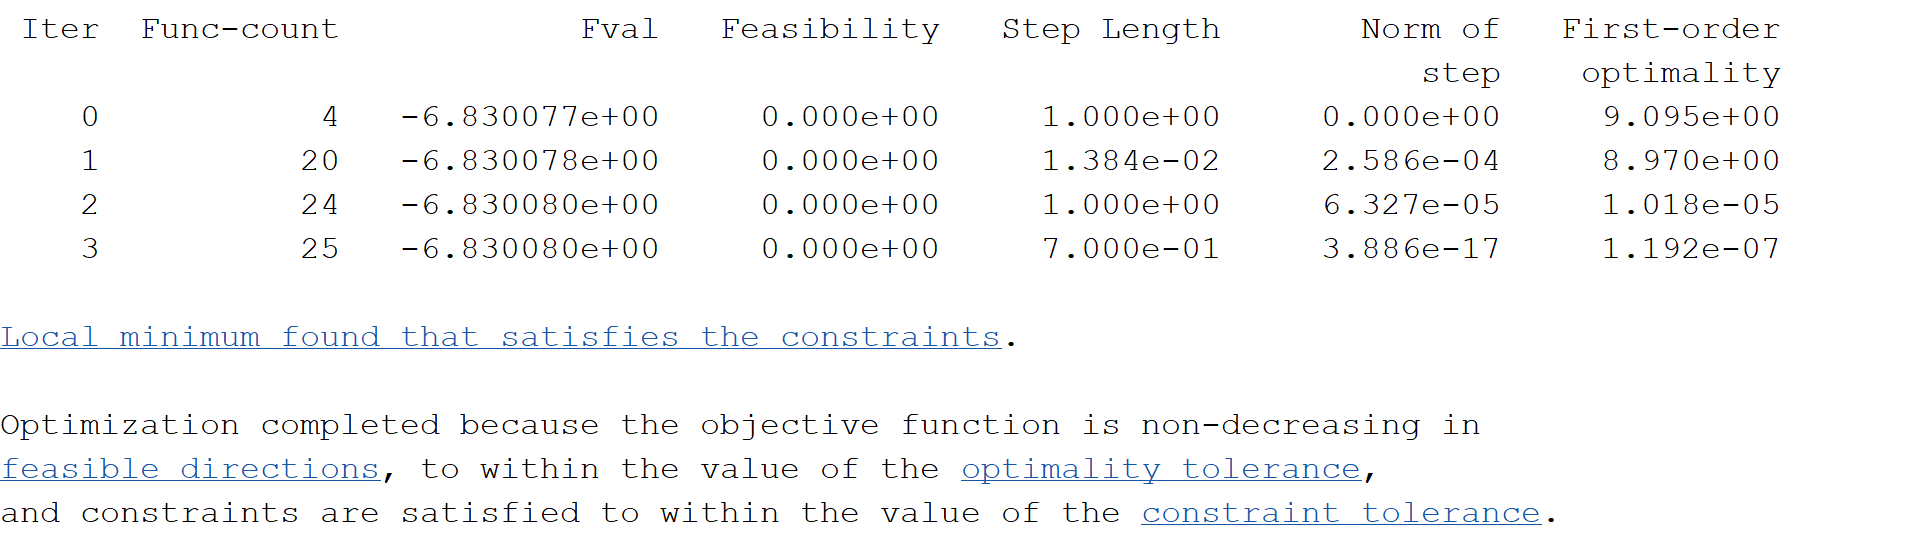 Iter Func-count Fval Feasibility Step Length Norm of First-order
step optimality
0 4 -6.830077e+00 0.000e+00 1.000e+00 0.000e+00 9.095e+00
1 20 -6.830078e+00 0.000e+00 1.384e-02 2.586e-04 8.970e+00
2 24 -6.830080e+00 0.000e+00 1.000e+00 6.327e-05 1.018e-05
3 25 -6.830080e+00 0.000e+00 7.000e-01 3.886e-17 1.192e-07
Local minimum found that satisfies the constraints.
Optimization completed because the objective function is non-decreasing in
feasible directions, to within the value of the optimality tolerance,
and constraints are satisfied to within the value of the constraint tolerance.